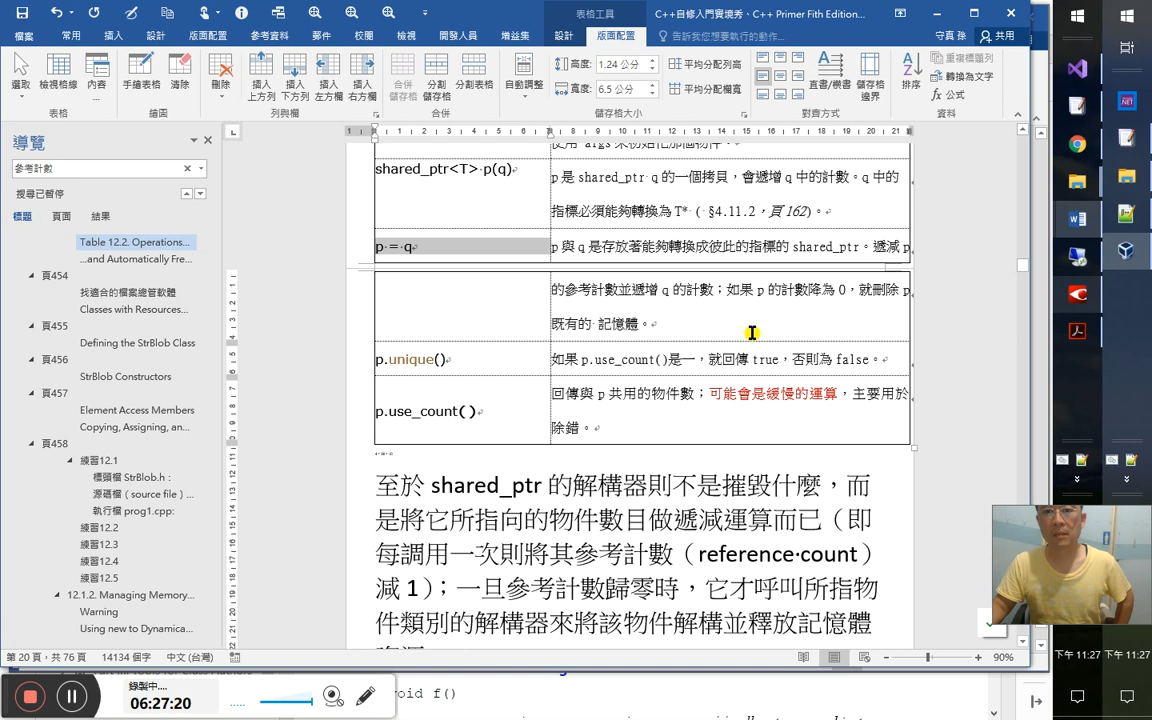 表格工具
C++自修入門實境秀、C++ Primer Fith Edition...
檔案
常用
插入
設計
版面配置
參考資料
郵件
校閱
檢視
開發人員
增益集
設計
版面配置
告訴我您想要執行的動作...
守真 孫
共用
選取
檢視格線
內容
...
手繪表格
清除
刪除
插入上方列
插入下方列
插入左方欄
插入右方欄
合併儲存格
分割儲存格
分割表格
自動調整
高度:
1.24 公分
寬度:
6.5 公分
平均分配列高
平均分配欄寬
直書/橫書
儲存格邊界
排序
重複標題列
轉換為文字
公式
表格
繪圖
列與欄
合併
儲存格大小
對齊方式
資料
導覽
參考計數
搜尋已暫停
標題
頁面
結果
Table 12.2. Operations...
...and Automatically Fre...
頁454
找適合的檔案總管軟體
Classes with Resources...
頁455
Defining the StrBlob Class
頁456
StrBlob Constructors
頁457
Element Access Members
Copying, Assigning, an...
頁458
練習12.1
標頭檔 StrBlob.h：
源碼檔（source file）...
執行檔 prog1.cpp:
練習12.2
練習12.3
練習12.4
練習12.5
12.1.2. Managing Memory...
Warning
Using new to Dynamica...
使用 args 來初始化那個物件。
shared_ptr<T> p(q)
p 是 shared_ptr q 的一個拷貝，會遞增 q 中的計數。q 中的
指標必須能夠轉換為 T*（ §4.11.2，頁 162）。
p = q
p 與 q 是存放著能夠轉換成彼此的指標的 shared_ptr。遞減 p
的參考計數並遞增 q 的計數；如果 p 的計數降為 0，就刪除 p
既有的 記憶體。
p.unique()
如果 p.use_count()是一，就回傳 true，否則為 false。
p.use_count()
回傳與 p 共用的物件數；可能會是緩慢的運算，主要用於
除錯。
至於 shared_ptr 的解構器則不是摧毀什麼，而
是將它所指向的物件數目做遞減運算而已（即
每調用一次則將其參考計數（reference·count）
減 1）；一旦參考計數歸零時，它才呼叫所指物
件類別的解構器來將該物件解構並釋放記憶體
第 20 頁，共 76 頁
14134 個字
中文 (台灣)
90%
錄製中...
06:27:20
void f()
下午 11:27
下午 11:27